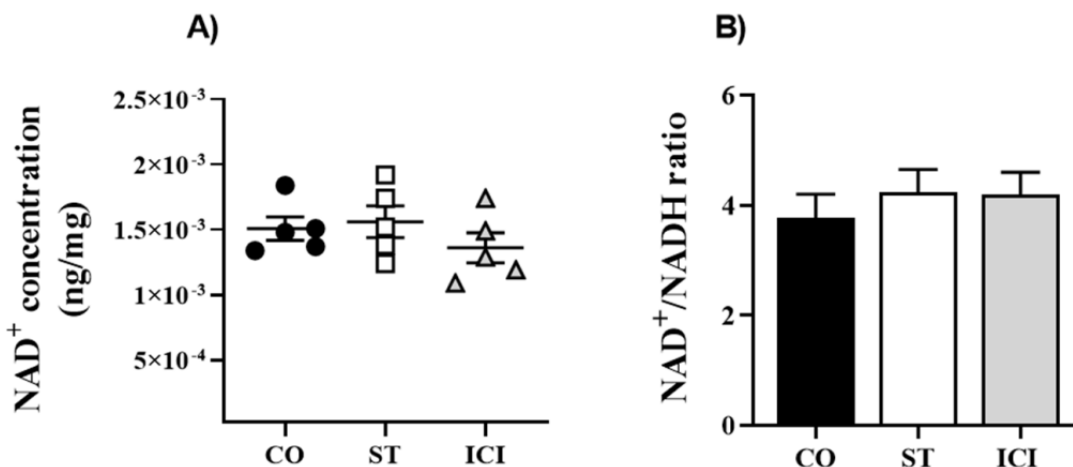 A)
NAD⁺ concentration
(ng/mg)
2.5×10⁻³
2×10⁻³
1.5×10⁻³
1×10⁻³
5×10⁻⁴
CO ST ICI
B)
NAD⁺/NADH ratio
6
4
2
0
CO ST ICI